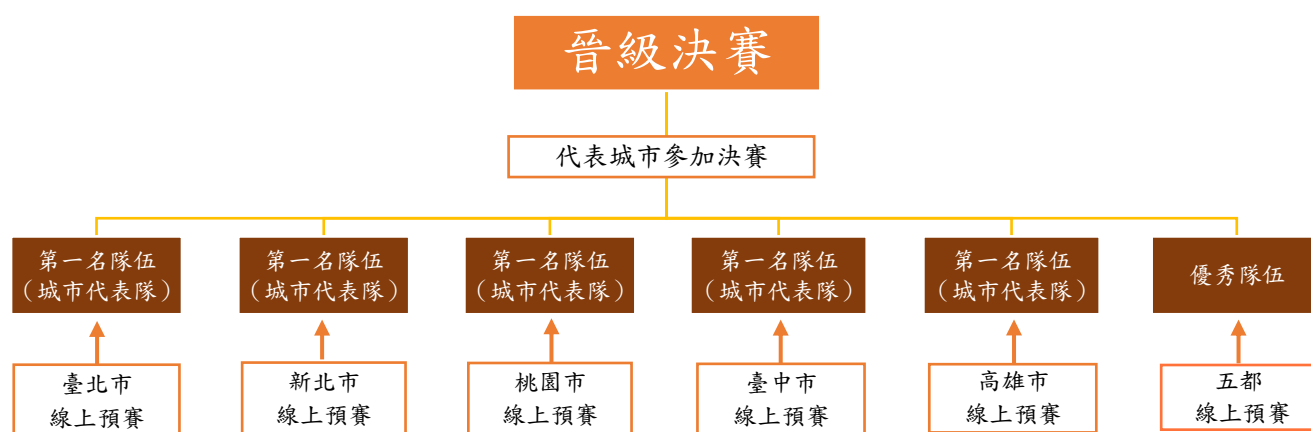 晉級決賽
代表城市參加決賽
第一名隊伍
（城市代表隊）
第一名隊伍
（城市代表隊）
第一名隊伍
（城市代表隊）
第一名隊伍
（城市代表隊）
第一名隊伍
（城市代表隊）
優秀隊伍
臺北市
線上預賽
新北市
線上預賽
桃園市
線上預賽
臺中市
線上預賽
高雄市
線上預賽
五都
線上預賽